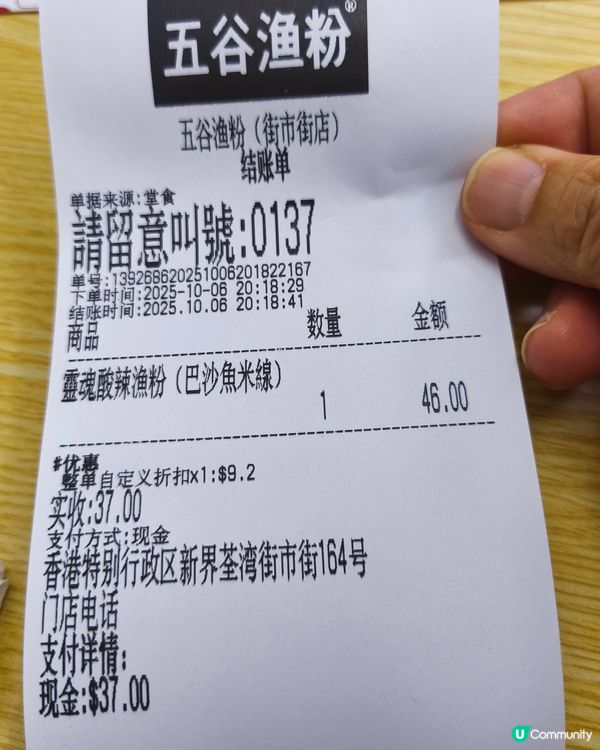 五谷渔粉®
五谷渔粉（街市街店）
结账单
单据来源:堂食
請留意叫號:0137
单号:139268620251006201822167
下单时间:2025-10-06 20:18:29
结账时间:2025.10.06 20:18:41
商品 数量 金额
靈魂酸辣渔粉（巴沙魚米線）
1 46.00
#优惠
整单自定义折扣x1:$9.2
实收:37.00
支付方式:现金
香港特别行政区新界荃湾街市街164号
门店电话
支付详情:
现金:$37.00
U Community